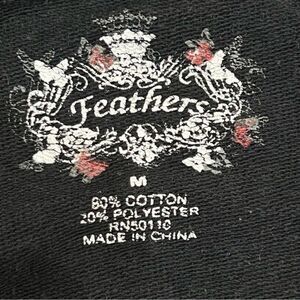 Feathers
M
80% COTTON
20% POLYESTER
RN50110
MADE IN CHINA